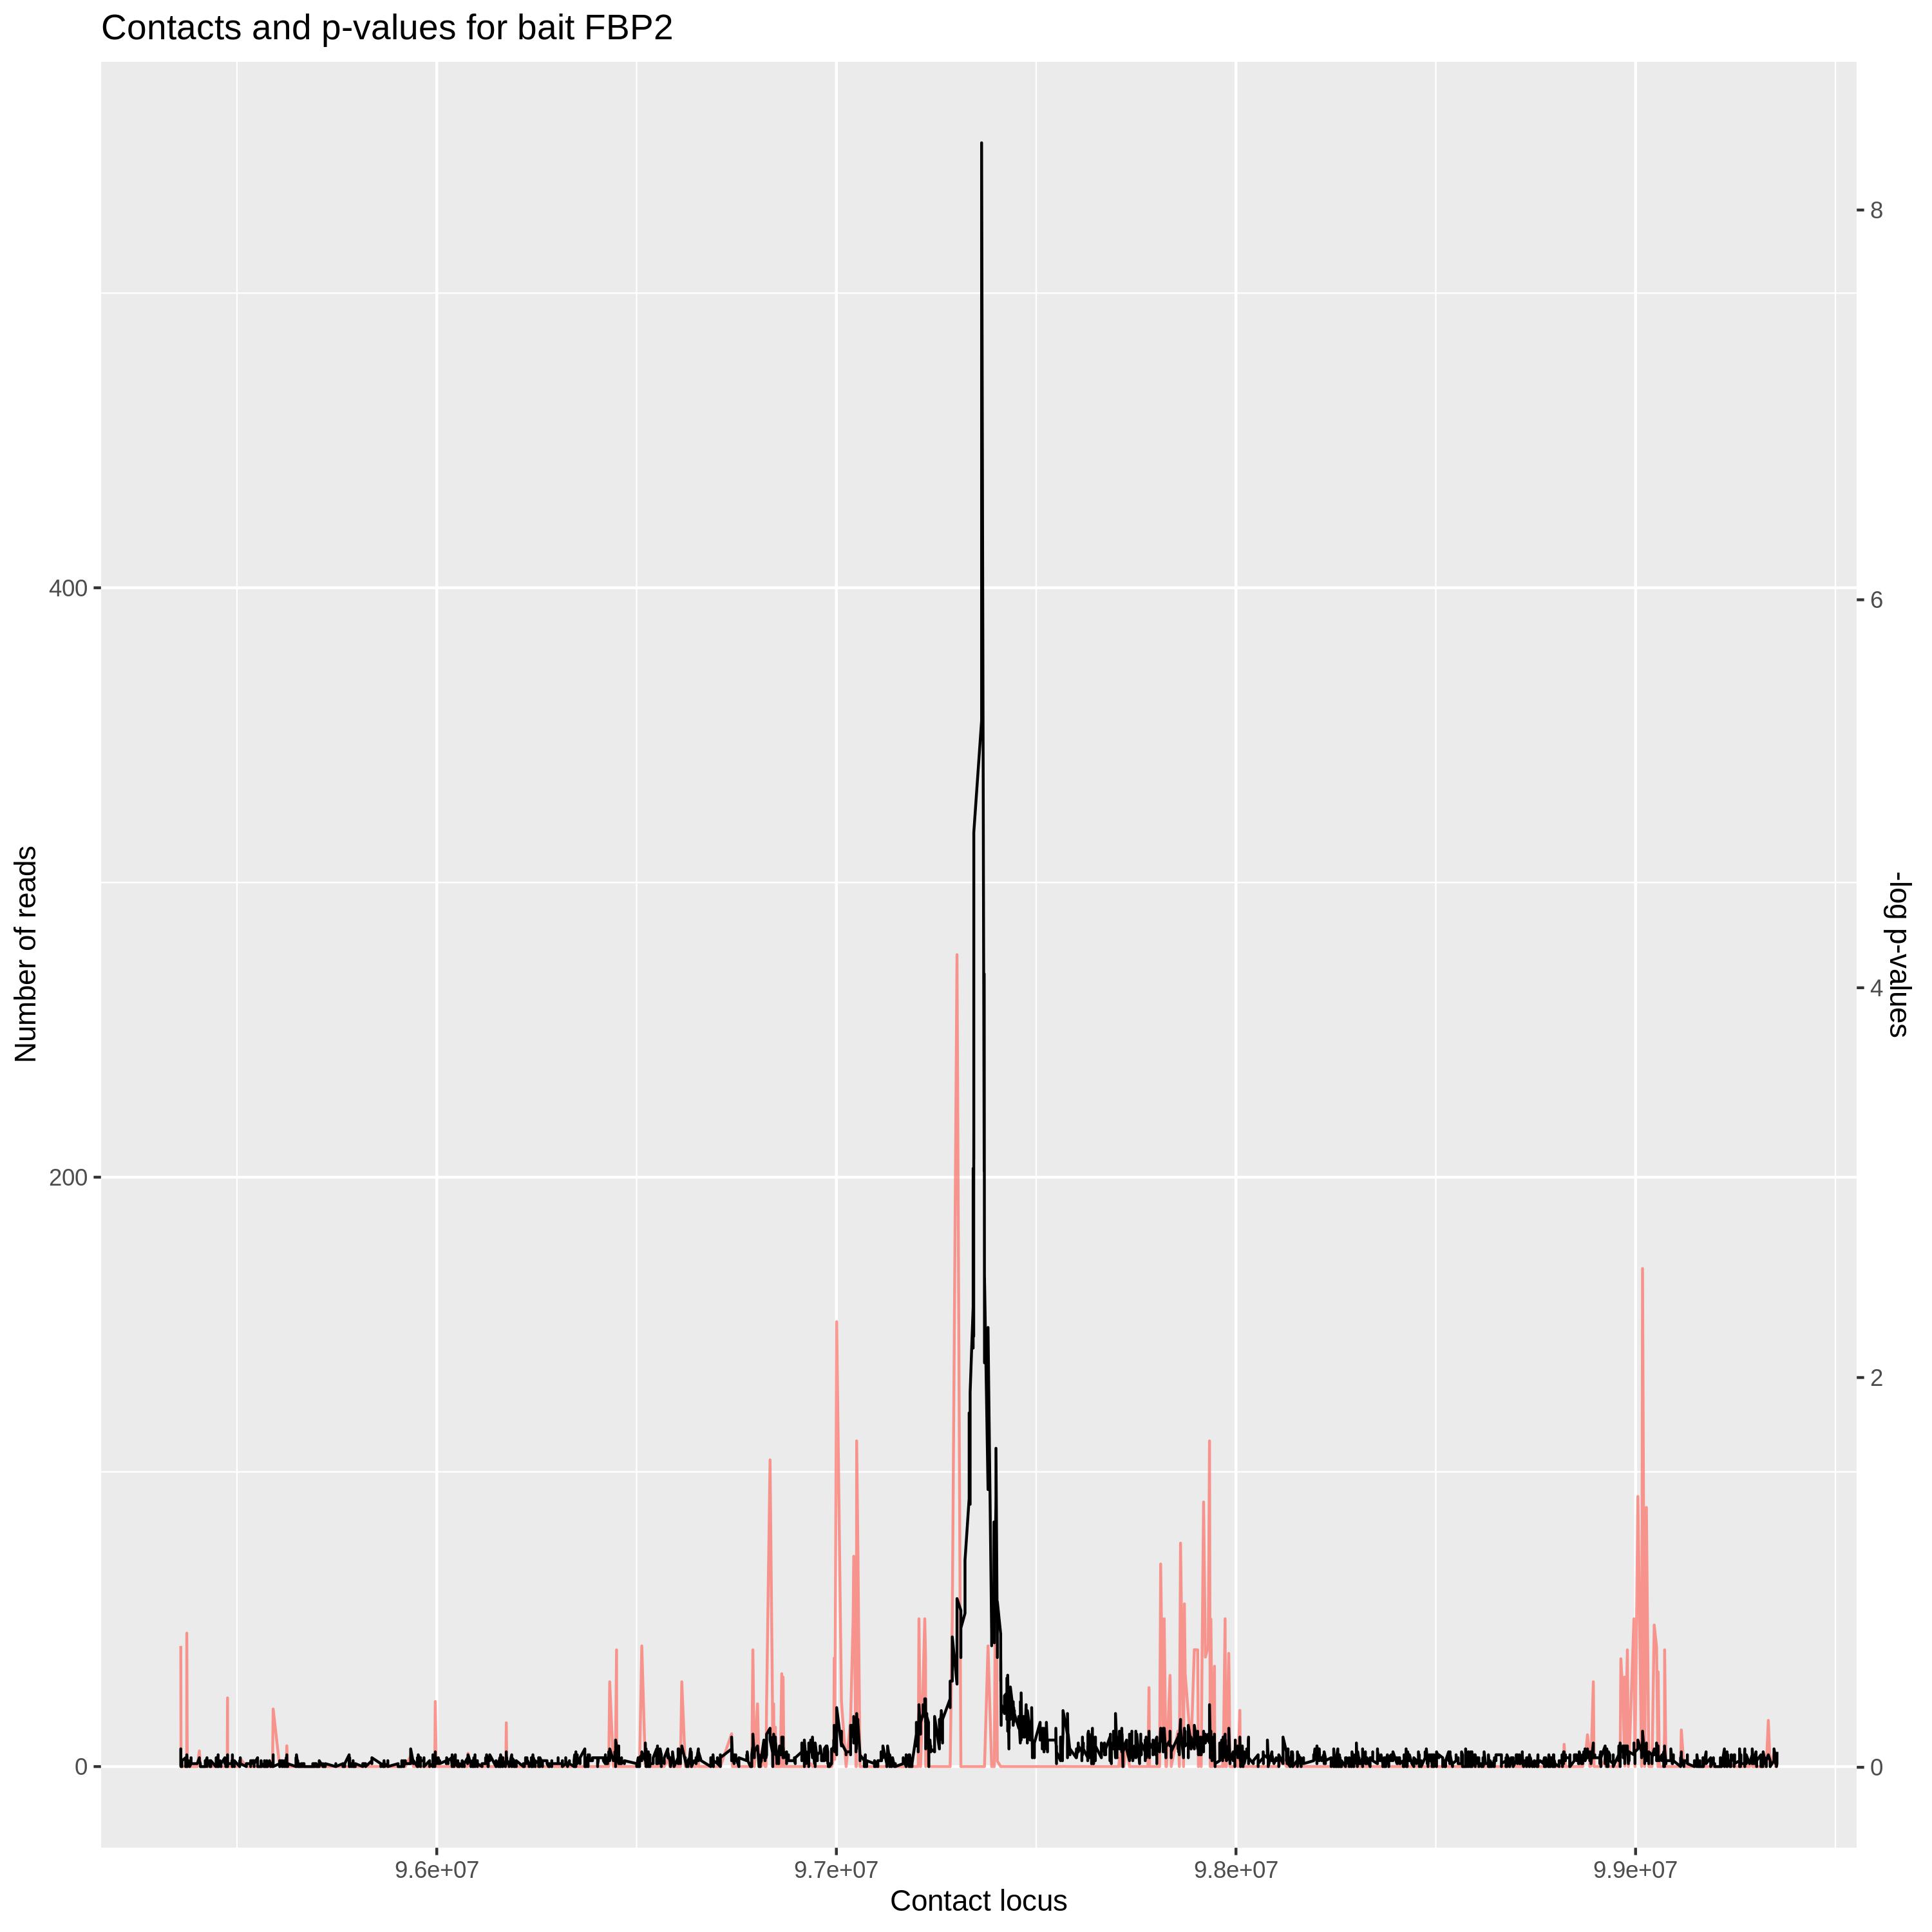 Contacts and p-values for bait FBP2
400
200
0
Number of reads
8
6
4
2
0
-log p-values
9.6e+07
9.7e+07
9.8e+07
9.9e+07
Contact locus